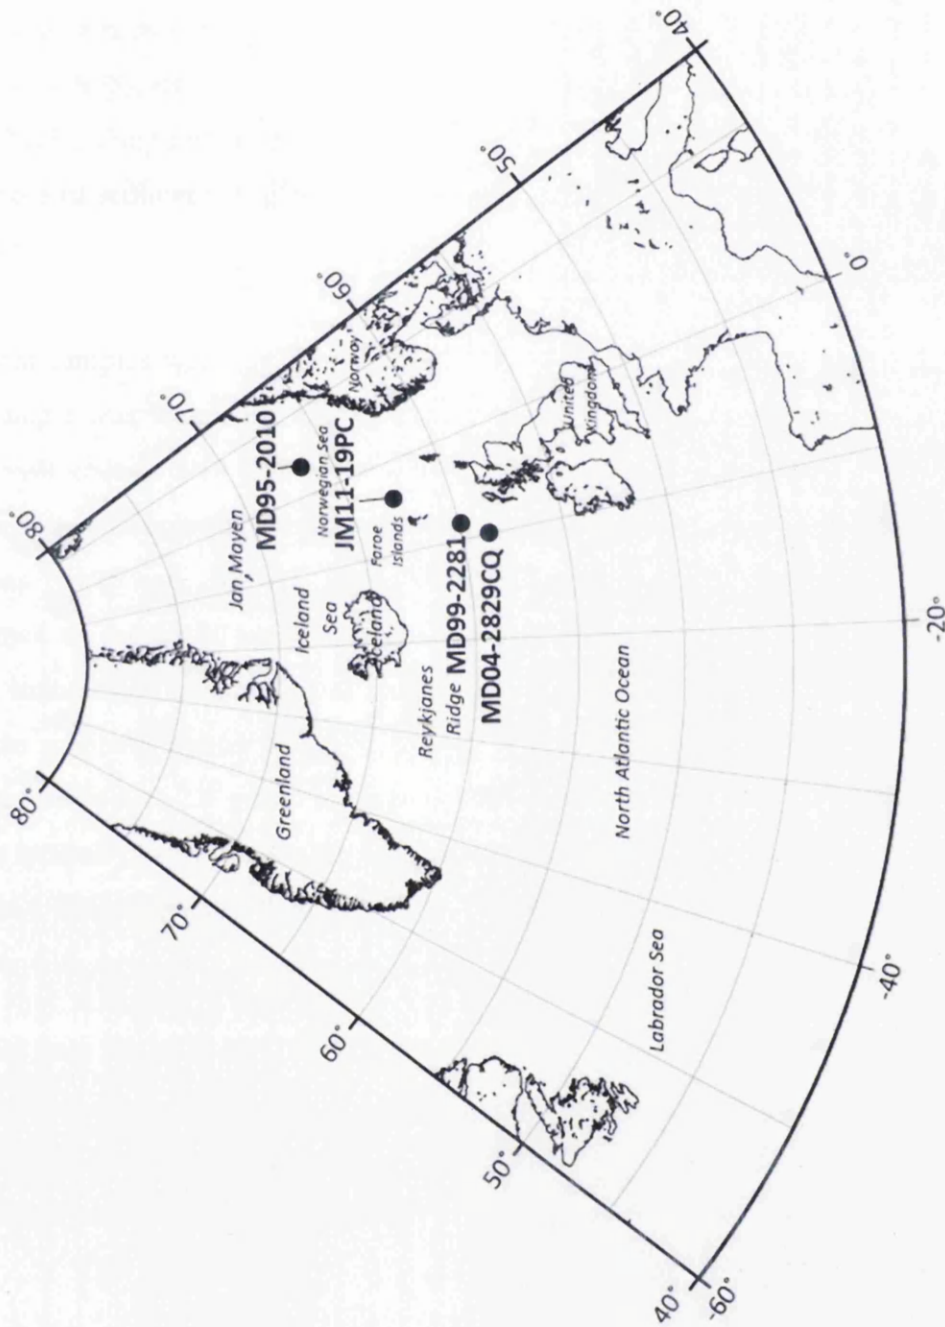 80°
80°
70°
70°
60°
60°
50°
50°
40°
40°
-60°
-40°
-20°
0°
Greenland
Jan Mayen
Iceland
Sea
Iceland
MD95-2010
Norwegian Sea
JM11-19PC
Norway
Faroe
Islands
Reykjanes
Ridge
MD99-2281
MD04-2829CQ
United
Kingdom
North Atlantic Ocean
Labrador Sea